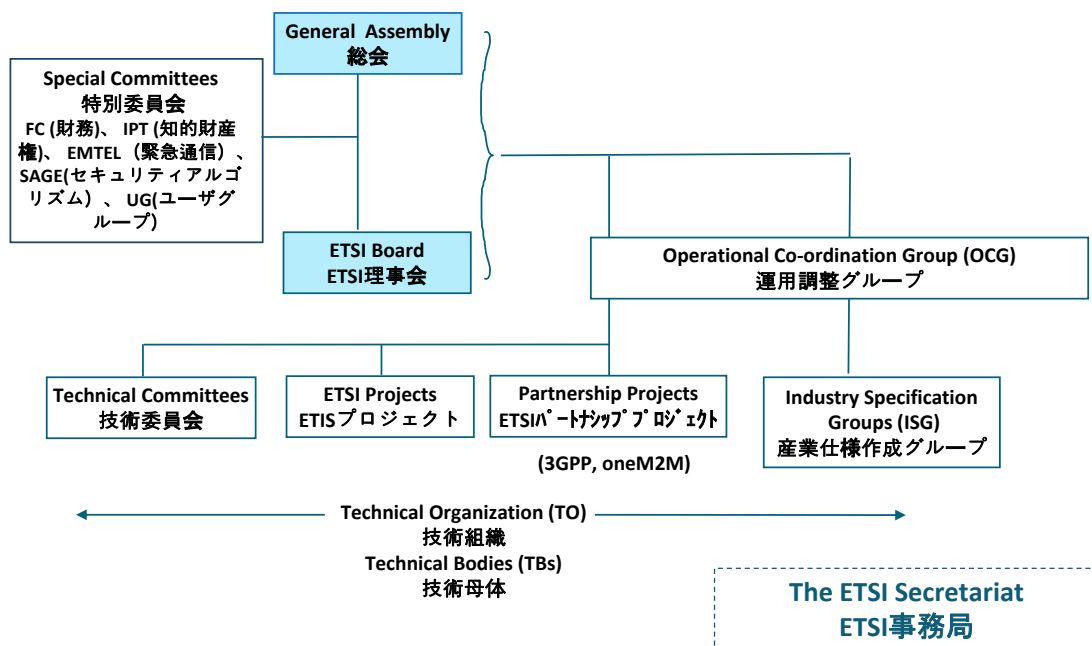 General Assembly
総会
Special Committees
特別委員会
FC (財務)、 IPT (知的財産
権)、 EMTEL（緊急通信）、
SAGE(セキュリティアルゴ
リズム）、 UG(ユーザグ
ループ)
ETSI Board
ETSI理事会
Operational Co-ordination Group (OCG)
運用調整グループ
Technical Committees
技術委員会
ETSI Projects
ETISプロジェクト
Partnership Projects
ETSIﾊﾟｰﾄﾅｼｯﾌﾟﾌﾟﾛｼﾞｪｸﾄ
(3GPP, oneM2M)
Industry Specification
Groups (ISG)
産業仕様作成グループ
Technical Organization (TO)
技術組織
Technical Bodies (TBs)
技術母体
The ETSI Secretariat
ETSI事務局